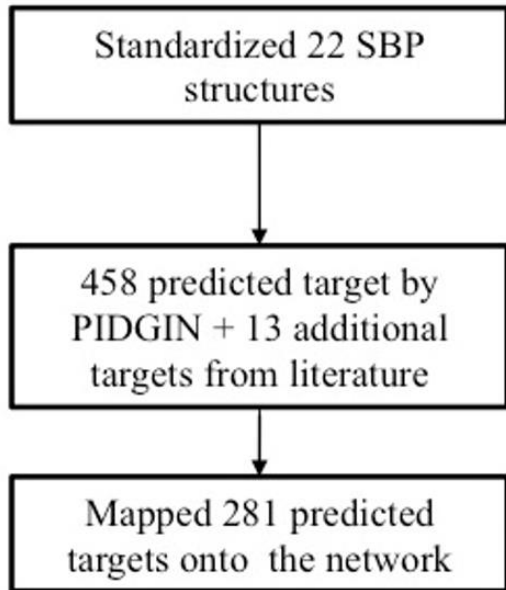 Standardized 22 SBP
structures
458 predicted target by
PIDGIN + 13 additional
targets from literature
Mapped 281 predicted
targets onto the network